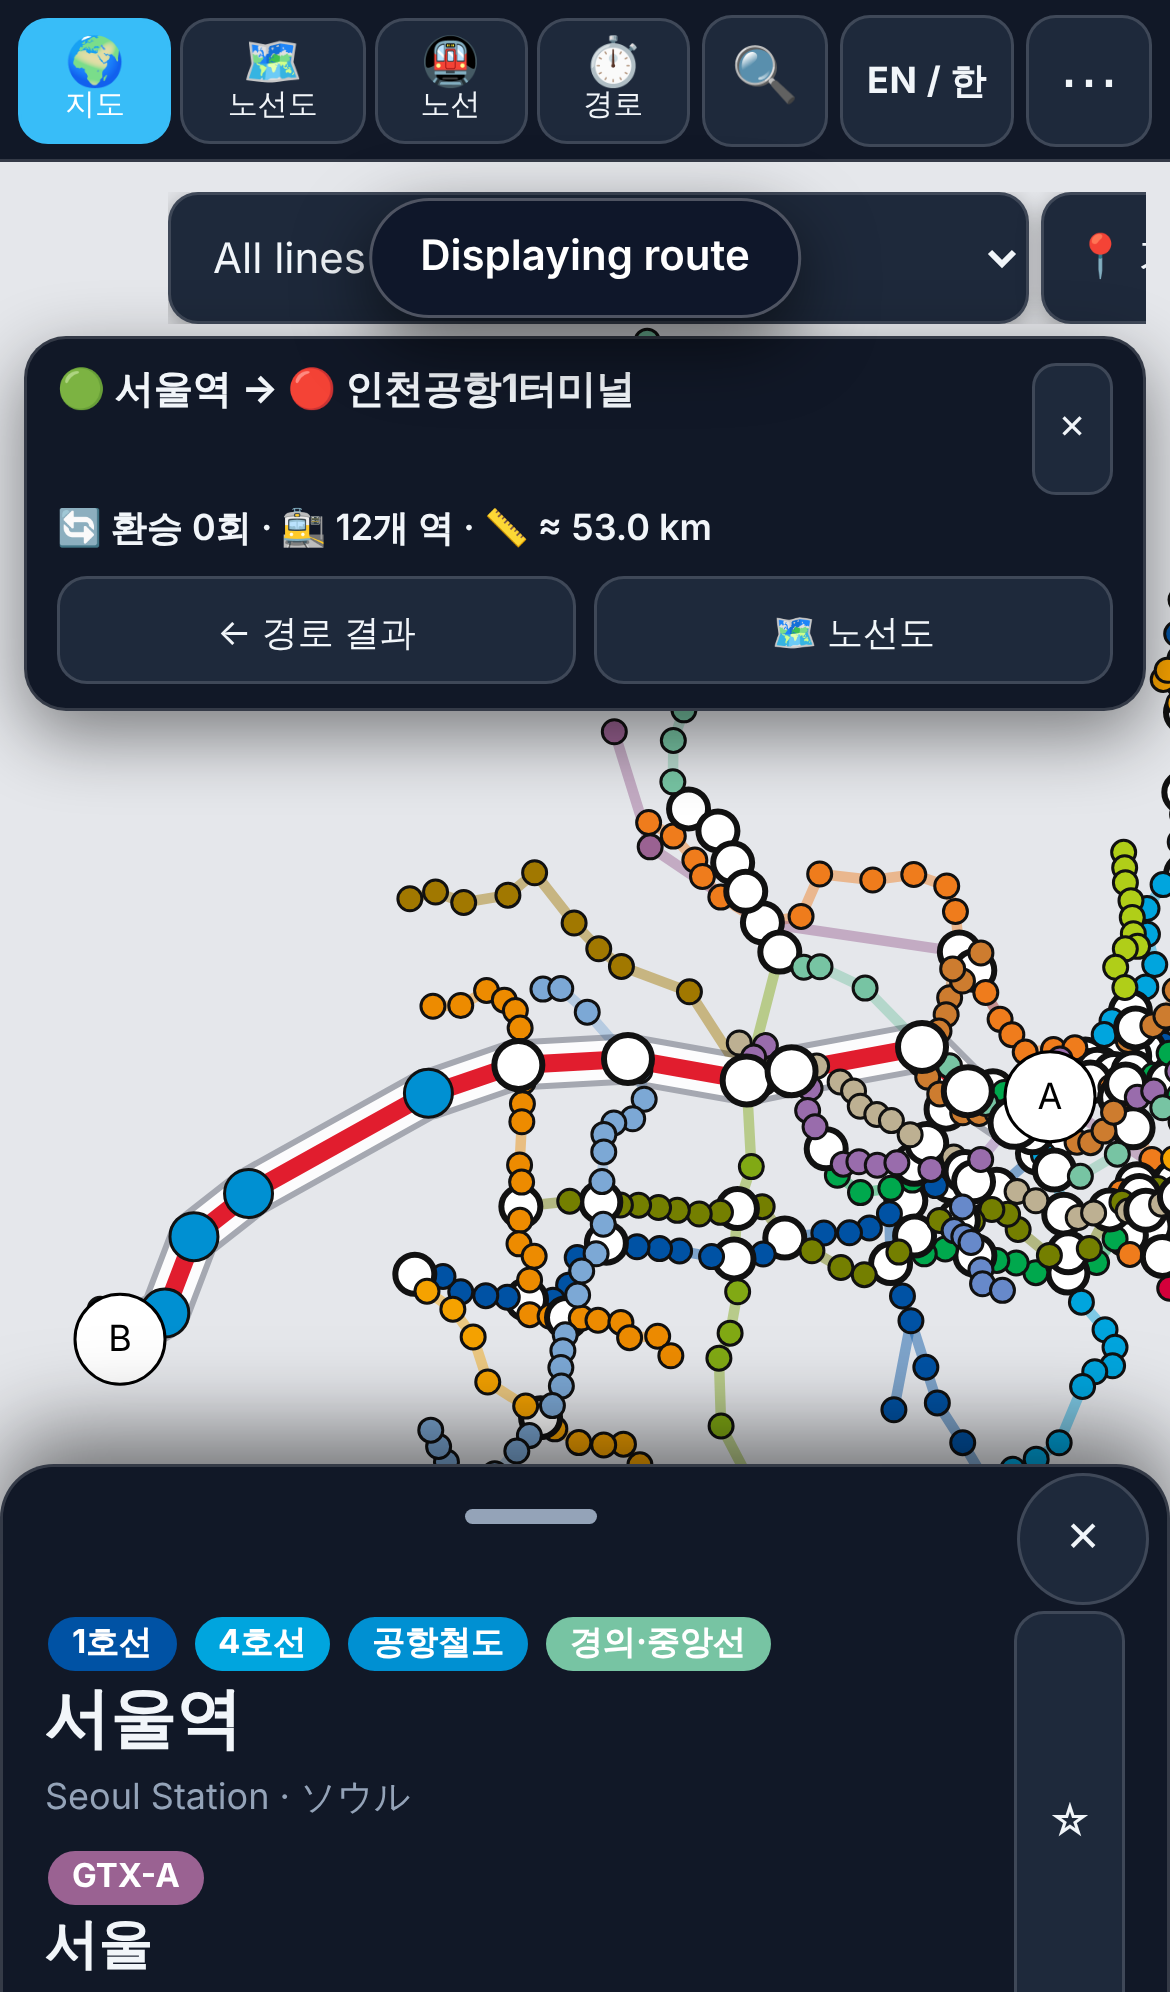 지도
노선도
노선
경로
EN / 한
All lines
Displaying route
서울역 → 인천공항1터미널
×
환승 0회 · 12개 역 · ≈ 53.0 km
← 경로 결과
노선도
A
B
×
1호선 4호선 공항철도 경의·중앙선
서울역
Seoul Station · ソウル
GTX-A
서울